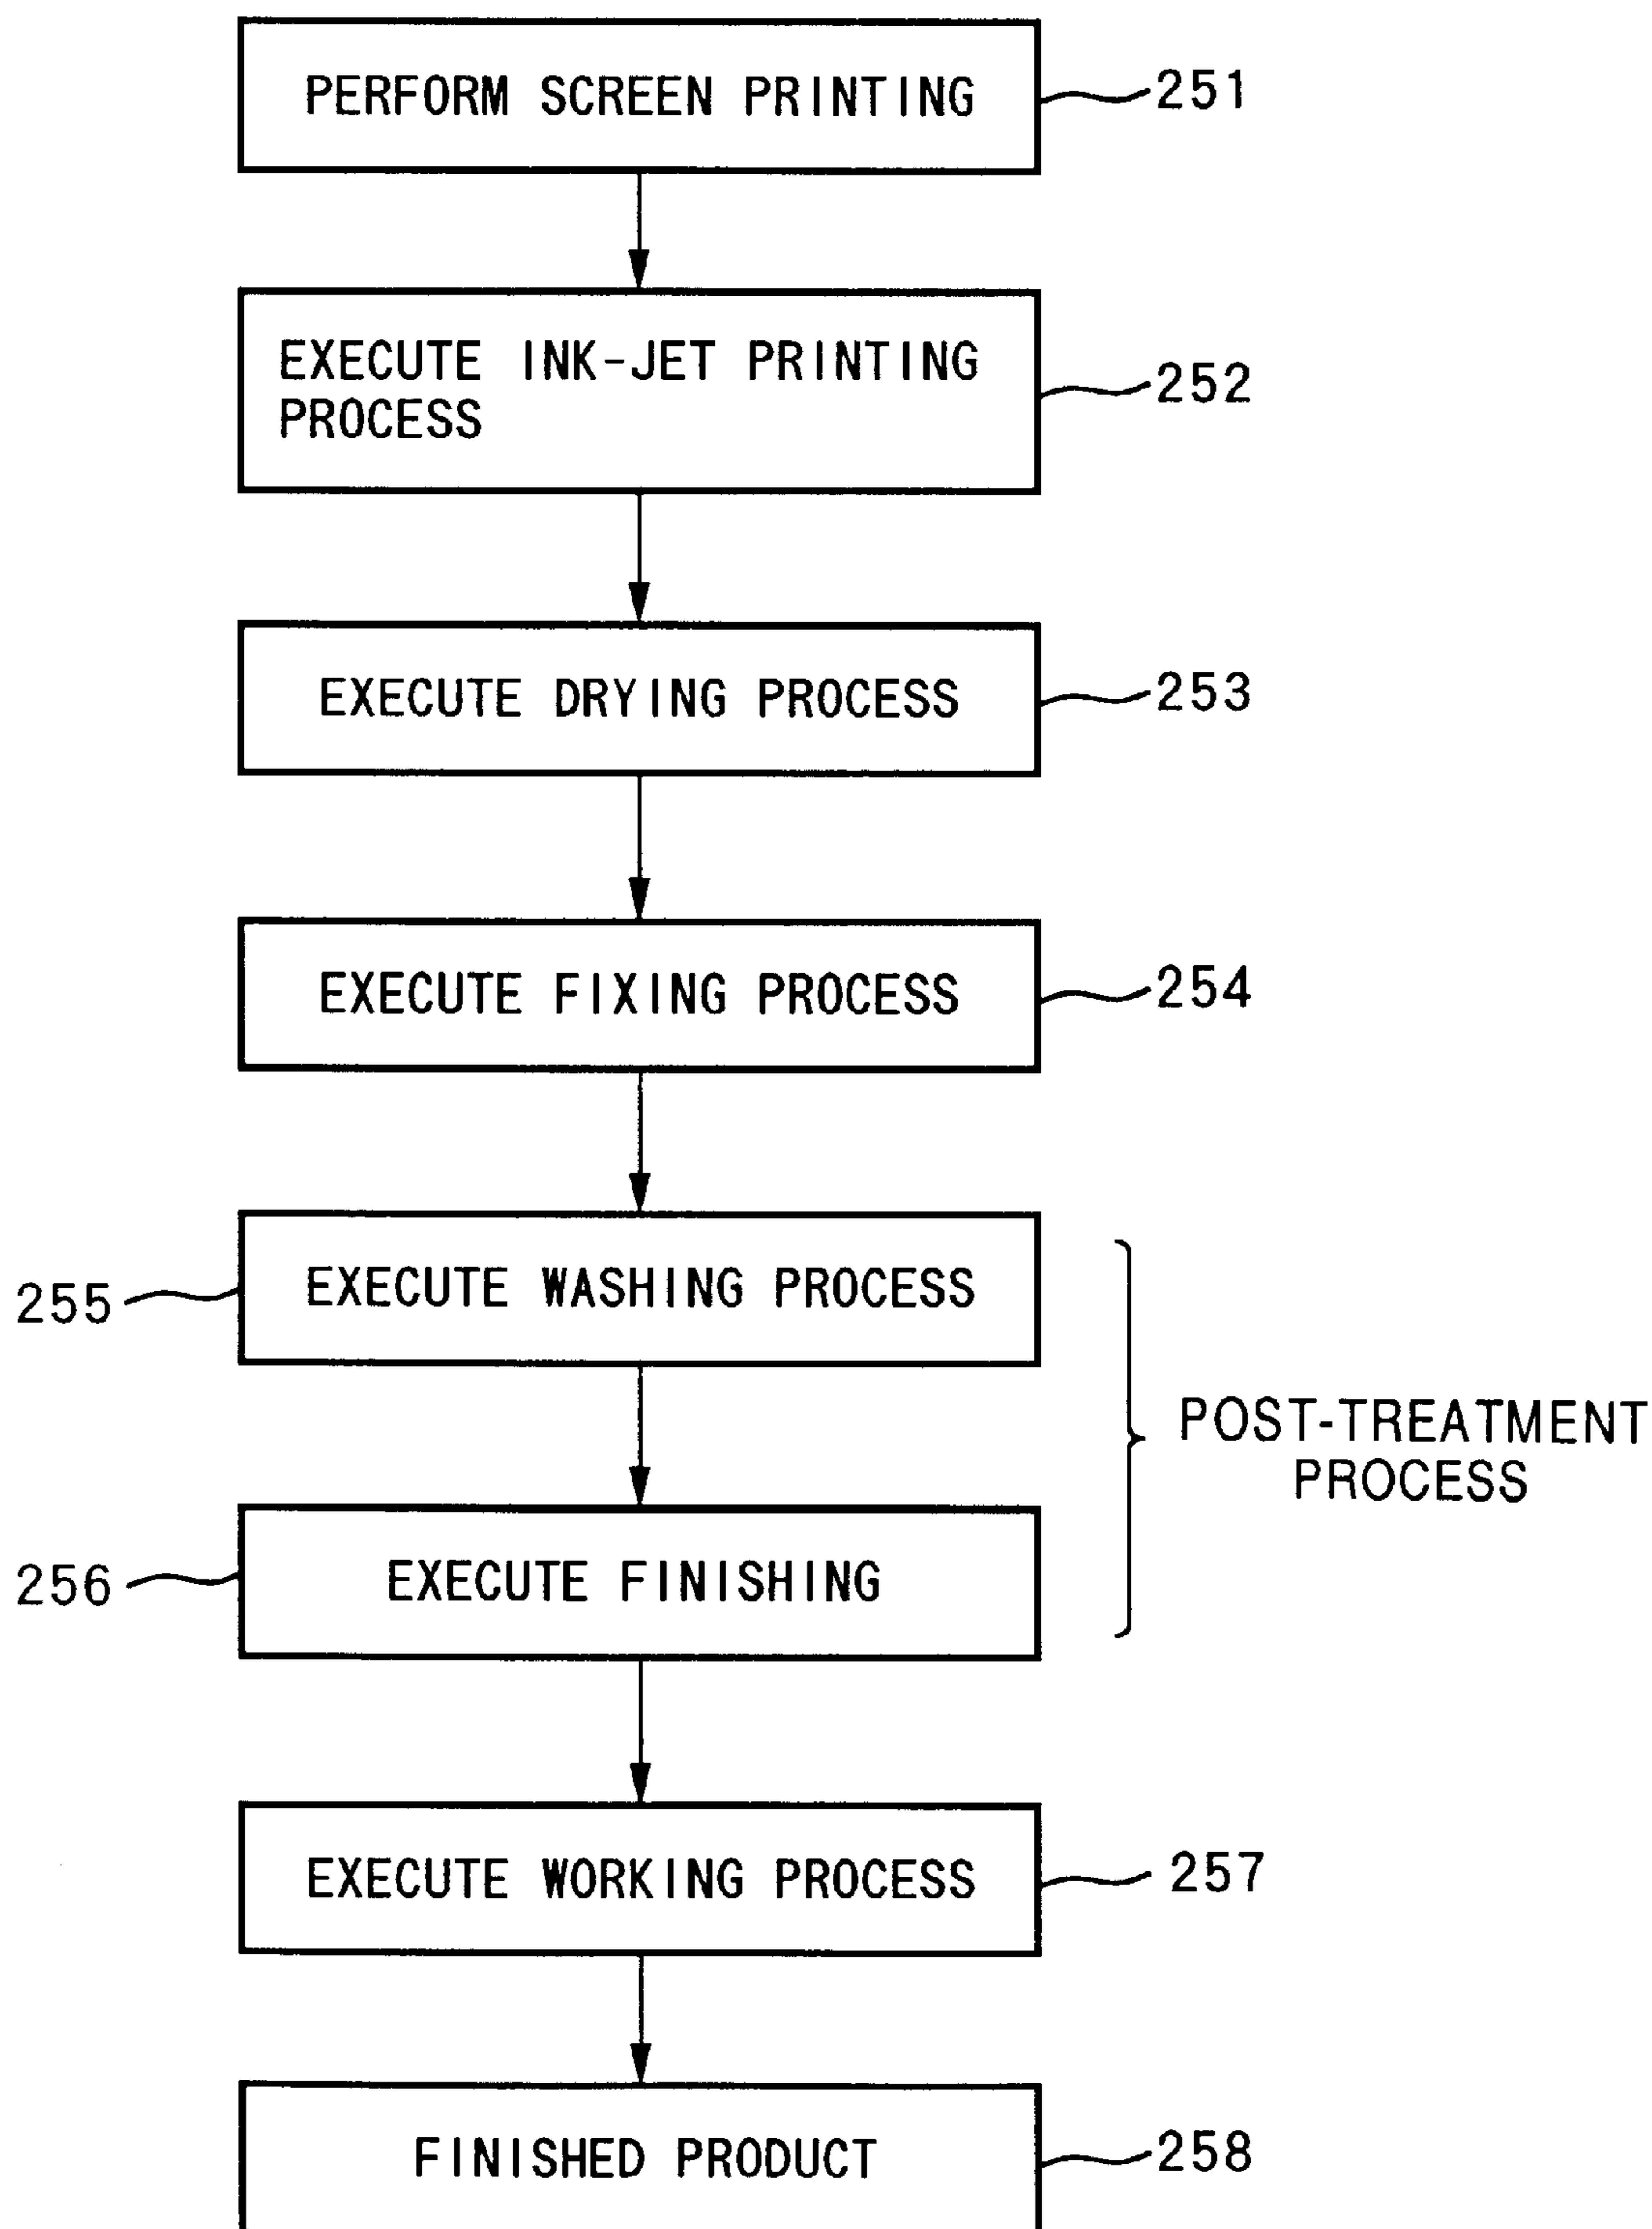 PERFORM SCREEN PRINTING
251
EXECUTE INK-JET PRINTING
PROCESS
252
EXECUTE DRYING PROCESS
253
EXECUTE FIXING PROCESS
254
EXECUTE WASHING PROCESS
255
POST-TREATMENT
PROCESS
EXECUTE FINISHING
256
EXECUTE WORKING PROCESS
257
FINISHED PRODUCT
258